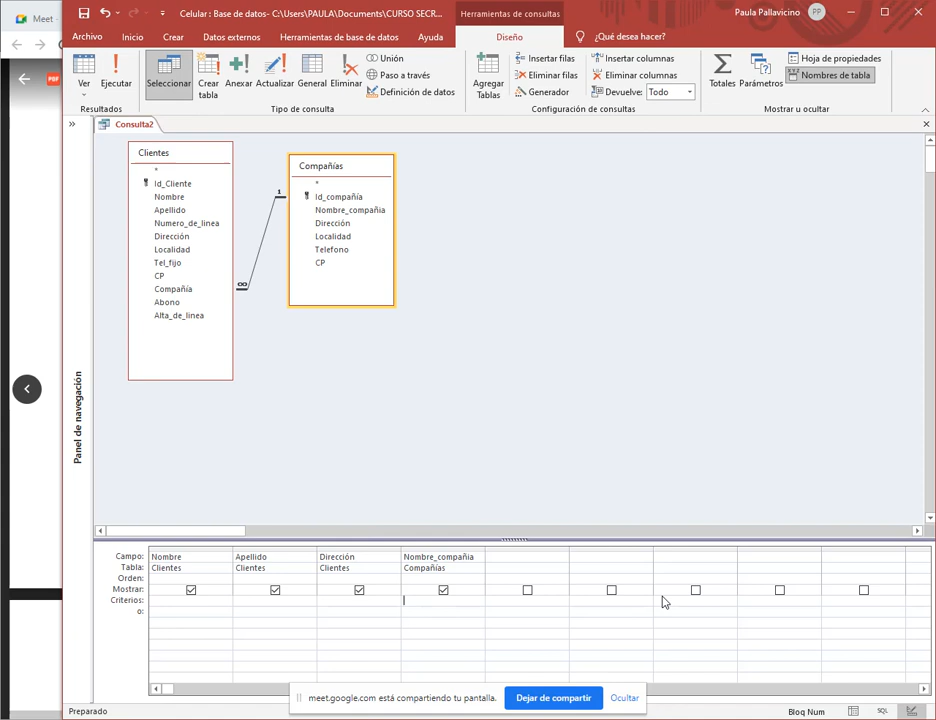 Meet -
Celular : Base de datos- C:\Users\PAULA\Documents\CURSO SECR...
Herramientas de consultas
Paula Pallavicino
PP
Archivo
Inicio
Crear
Datos externos
Herramientas de base de datos
Ayuda
Diseño
¿Qué desea hacer?
PDF
Ver
Ejecutar
Resultados
Seleccionar
Crear tabla
Anexar
Actualizar
General
Eliminar
Unión
Paso a través
Definición de datos
Tipo de consulta
Agregar Tablas
Insertar filas
Eliminar filas
Generador
Insertar columnas
Eliminar columnas
Devuelve: Todo
Configuración de consultas
Totales
Parámetros
Hoja de propiedades
Nombres de tabla
Mostrar u ocultar
Consulta2
Panel de navegación
Clientes
*
Id_Cliente
Nombre
Apellido
Numero_de_linea
Dirección
Localidad
Tel_fijo
CP
Compañía
Abono
Alta_de_linea
1
∞
Compañías
*
Id_compañía
Nombre_compañia
Dirección
Localidad
Telefono
CP
Campo: Nombre Apellido Dirección Nombre_compañia
Tabla: Clientes Clientes Clientes Compañías
Orden:
Mostrar:
Criterios:
o:
meet.google.com está compartiendo tu pantalla.
Dejar de compartir
Ocultar
Preparado
Bloq Num
SQL